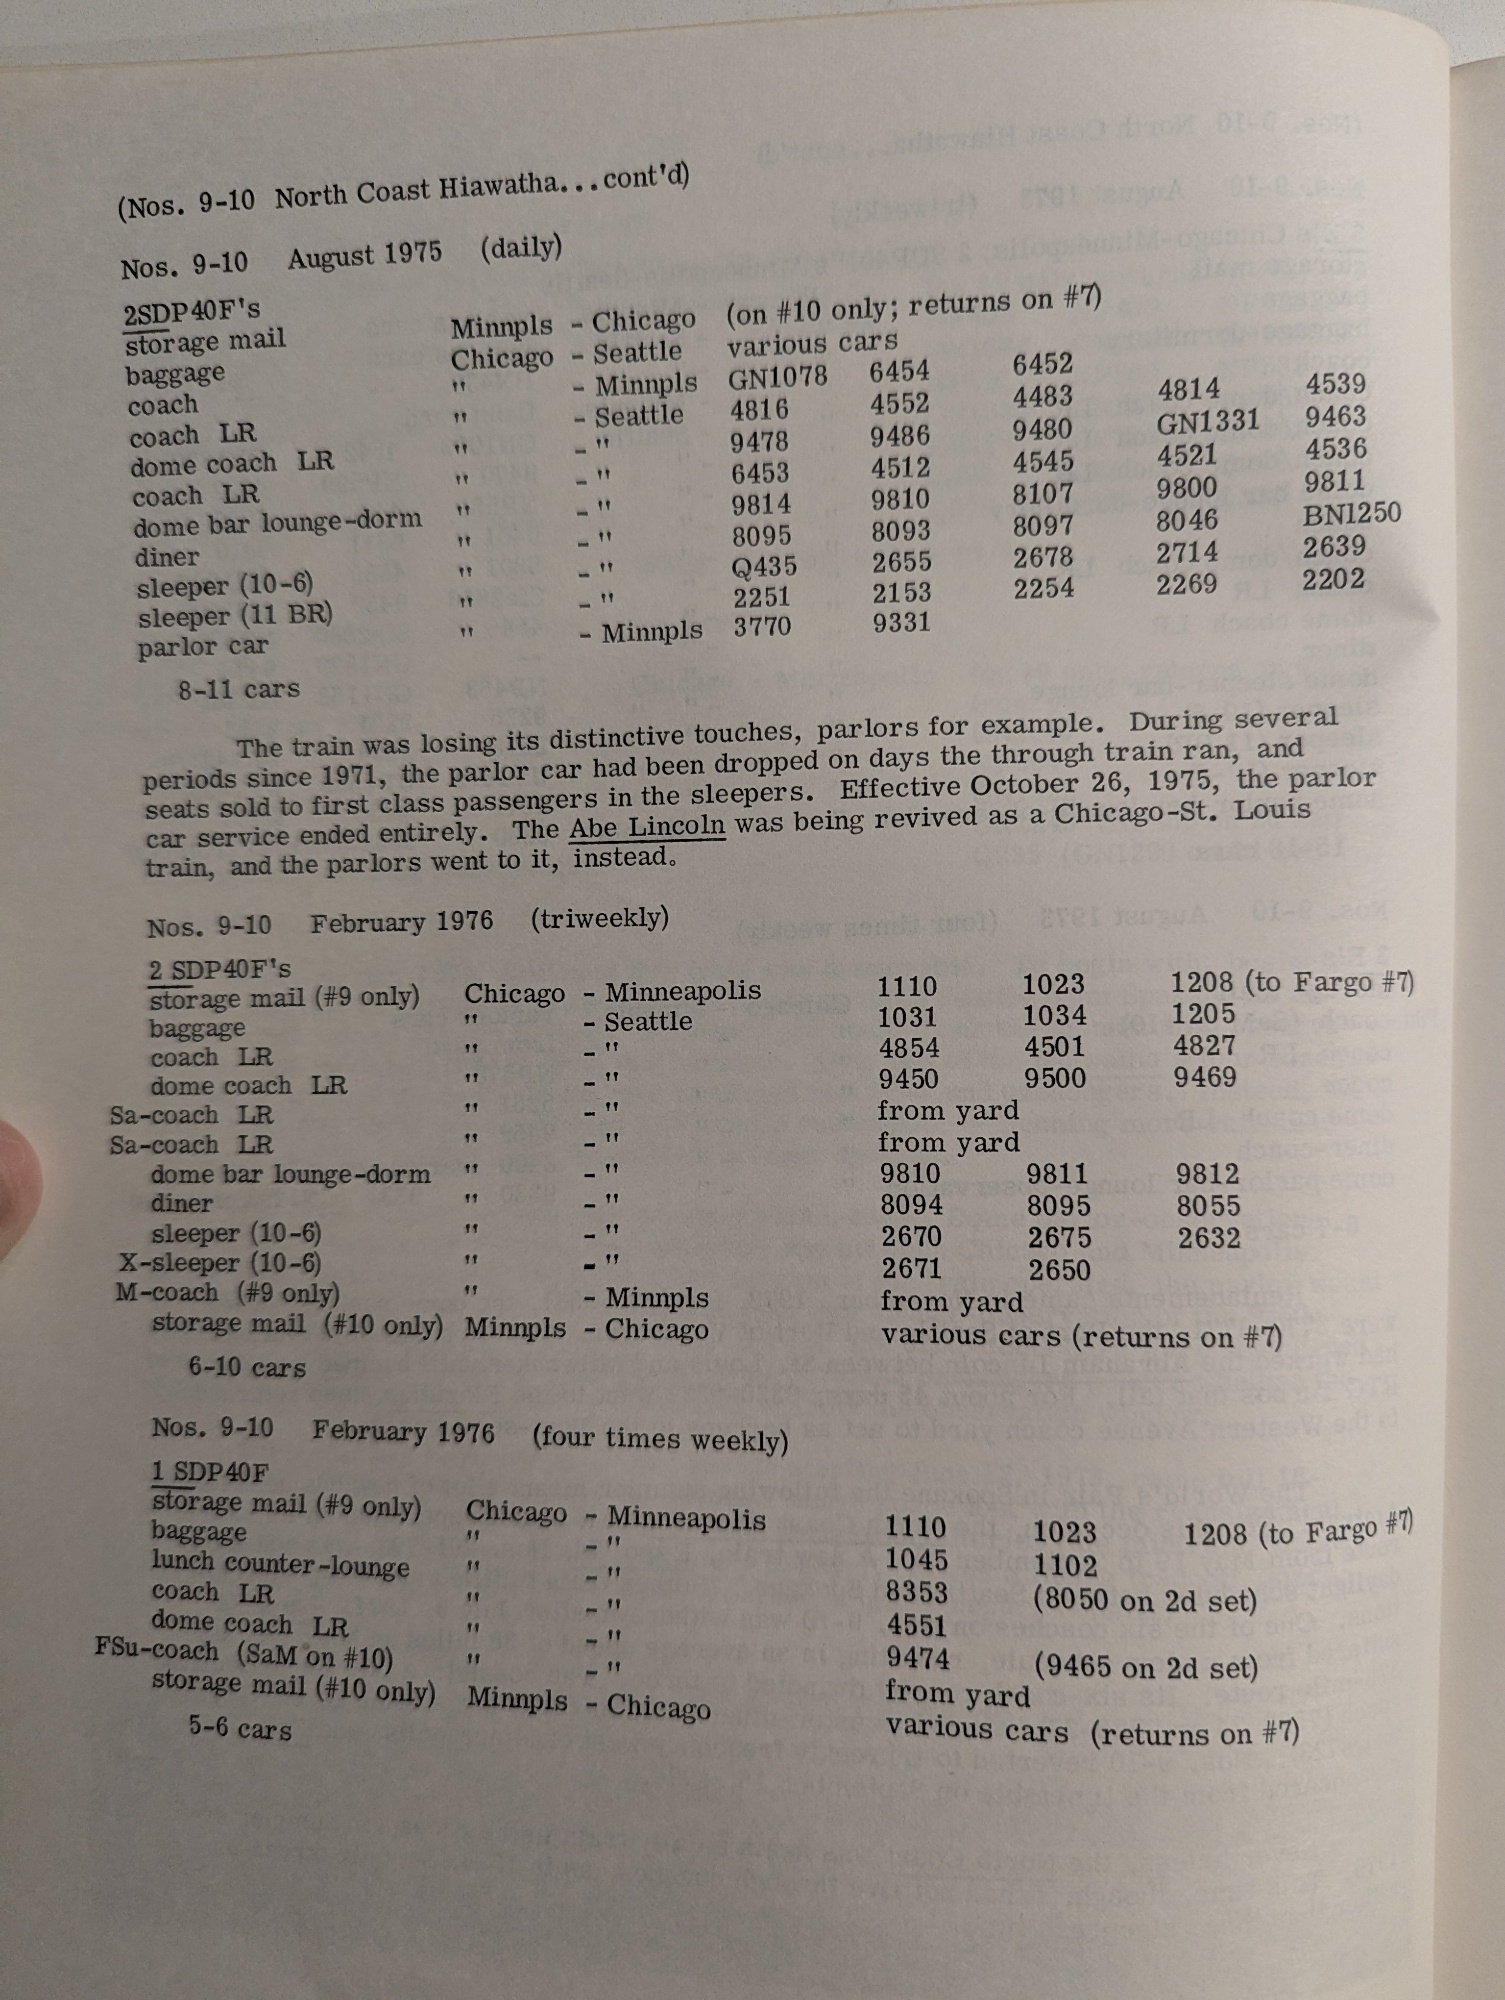 (Nos. 9-10 North Coast Hiawatha...cont'd)
Nos. 9-10 August 1975 (daily)
2SDP40F's
storage mail Minnpls - Chicago (on #10 only; returns on #7)
baggage Chicago - Seattle various cars
coach " - Minnpls GN1078 6454 6452
coach LR " - Seattle 4816 4552 4483 4814 4539
dome coach LR " - " 9478 9486 9480 GN1331 9463
coach LR " - " 6453 4512 4545 4521 4536
dome bar lounge-dorm " - " 9814 9810 8107 9800 9811
diner " - " 8095 8093 8097 8046 BN1250
sleeper (10-6) " - " Q435 2655 2678 2714 2639
sleeper (11 BR) " - " 2251 2153 2254 2269 2202
parlor car " - Minnpls 3770 9331
8-11 cars
The train was losing its distinctive touches, parlors for example. During several
periods since 1971, the parlor car had been dropped on days the through train ran, and
seats sold to first class passengers in the sleepers. Effective October 26, 1975, the parlor
car service ended entirely. The Abe Lincoln was being revived as a Chicago-St. Louis
train, and the parlors went to it, instead.
Nos. 9-10 February 1976 (triweekly)
2 SDP40F's
storage mail (#9 only) Chicago - Minneapolis 1110 1023 1208 (to Fargo #7)
baggage " - Seattle 1031 1034 1205
coach LR " - " 4854 4501 4827
dome coach LR " - " 9450 9500 9469
Sa-coach LR " - " from yard
Sa-coach LR " - " from yard
dome bar lounge-dorm " - " 9810 9811 9812
diner " - " 8094 8095 8055
sleeper (10-6) " - " 2670 2675 2632
X-sleeper (10-6) " - " 2671 2650
M-coach (#9 only) " - Minnpls from yard
storage mail (#10 only) Minnpls - Chicago various cars (returns on #7)
6-10 cars
Nos. 9-10 February 1976 (four times weekly)
1 SDP40F
storage mail (#9 only) Chicago - Minneapolis 1110 1023 1208 (to Fargo #7)
baggage " - " 1045 1102
lunch counter-lounge " - " 8353 (8050 on 2d set)
coach LR " - " 4551
dome coach LR " - " 9474 (9465 on 2d set)
FSu-coach (SaM on #10) " - " from yard
storage mail (#10 only) Minnpls - Chicago various cars (returns on #7)
5-6 cars